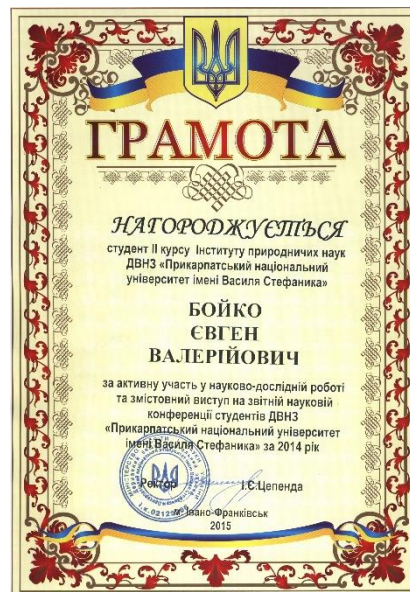 ГРАМОТА
НАГОРОДЖУЄТЬСЯ
студент ІІ курсу Інституту природничих наук
ДВНЗ «Прикарпатський національний
університет імені Василя Стефаника»
БОЙКО
ЄВГЕН
ВАЛЕРІЙОВИЧ
за активну участь у науково-дослідній роботі
та змістовний виступ на звітній науковій
конференції студентів ДВНЗ
«Прикарпатський національний університет
імені Василя Стефаника» за 2014 рік
Ректор І.Є.Цепенда
м. Івано-Франківськ
2015